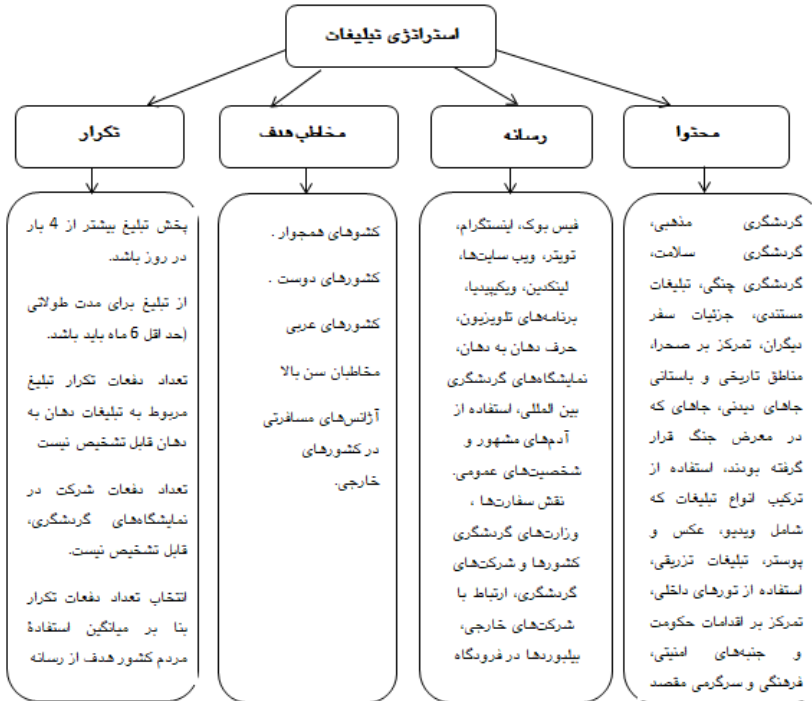 استراتژی تبلیغات
محتوا
رسانه
مخاطب هدف
تکرار
گردشگری مذهبی،
گردشگری سلامت،
گردشگری چنگی، تبلیغات
مستندی، جزئیات سفر
دیگران، تمرکز بر صحرا،
مناطق تاریخی و باستانی
جاهای دیدنی، جاهای که
در معرض جنگ قرار
گرفته بودند، استفاده از
ترکیب انواع تبلیغات که
شامل ویدیو، عکس و
پوستر، تبلیغات تزریقی،
استفاده از تورهای داخلی،
تمرکز بر اقدامات حکومت
و جنبه‌های امنیتی،
فرهنگی و سرگرمی مقصد
فیس بوک، اینستگرام،
تویتر، ویب سایت‌ها،
لینکدین، ویکیپیدیا،
برنامه‌های تلویزیون،
حرف دهان به دهان،
نمایشگاه‌های گردشگری
بین المللی، استفاده از
آدم‌های مشهور و
شخصیت‌های عمومی.
نقش سفارت‌ها ،
وزارت‌های گردشگری
کشورها و شرکت‌های
گردشگری، ارتباط با
شرکت‌های خارجی،
بیلبوردها در فرودگاه
کشوهای همجوار .
کشورهای دوست .
کشورهای عربی
مخاطبان سن بالا
آژانس‌های مسافرتی
در کشورهای
خارجی.
پخش تبلیغ بیشتر از 4 بار
در روز باشد.
از تبلیغ برای مدت طولانی
(حد اقل 6 ماه باید باشد.
تعداد دفعات تکرار تبلیغ
مربوط به تبلیغات دهان به
دهان قابل تشخیص نیست
تعداد دفعات شرکت در
نمایشگاه‌های گردشگری،
قابل تشخیص نیست.
انتخاب تعداد دفعات تکرار
بنا بر میانگین استفادهٔ
مردم کشور هدف از رسانه